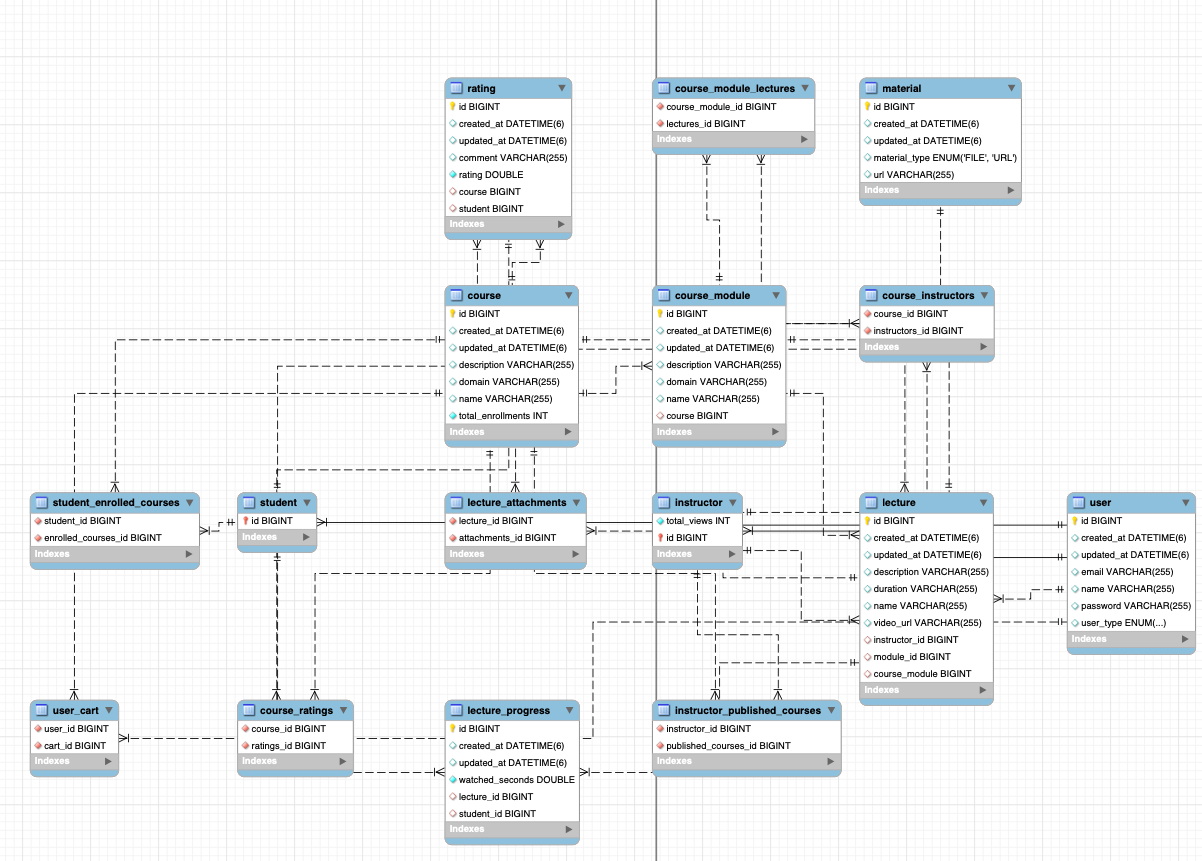 rating
id BIGINT
created_at DATETIME(6)
updated_at DATETIME(6)
comment VARCHAR(255)
rating DOUBLE
course BIGINT
student BIGINT
Indexes
course_module_lectures
course_module_id BIGINT
lectures_id BIGINT
Indexes
material
id BIGINT
created_at DATETIME(6)
updated_at DATETIME(6)
material_type ENUM('FILE', 'URL')
url VARCHAR(255)
Indexes
course
id BIGINT
created_at DATETIME(6)
updated_at DATETIME(6)
description VARCHAR(255)
domain VARCHAR(255)
name VARCHAR(255)
total_enrollments INT
Indexes
course_module
id BIGINT
created_at DATETIME(6)
updated_at DATETIME(6)
description VARCHAR(255)
domain VARCHAR(255)
name VARCHAR(255)
course BIGINT
Indexes
course_instructors
course_id BIGINT
instructors_id BIGINT
Indexes
student_enrolled_courses
student_id BIGINT
enrolled_courses_id BIGINT
Indexes
student
id BIGINT
Indexes
lecture_attachments
lecture_id BIGINT
attachments_id BIGINT
Indexes
instructor
total_views INT
id BIGINT
Indexes
lecture
id BIGINT
created_at DATETIME(6)
updated_at DATETIME(6)
description VARCHAR(255)
duration VARCHAR(255)
name VARCHAR(255)
video_url VARCHAR(255)
instructor_id BIGINT
module_id BIGINT
course_module BIGINT
Indexes
user
id BIGINT
created_at DATETIME(6)
updated_at DATETIME(6)
email VARCHAR(255)
name VARCHAR(255)
password VARCHAR(255)
user_type ENUM(...)
Indexes
user_cart
user_id BIGINT
cart_id BIGINT
Indexes
course_ratings
course_id BIGINT
ratings_id BIGINT
Indexes
lecture_progress
id BIGINT
created_at DATETIME(6)
updated_at DATETIME(6)
watched_seconds DOUBLE
lecture_id BIGINT
student_id BIGINT
Indexes
instructor_published_courses
instructor_id BIGINT
published_courses_id BIGINT
Indexes